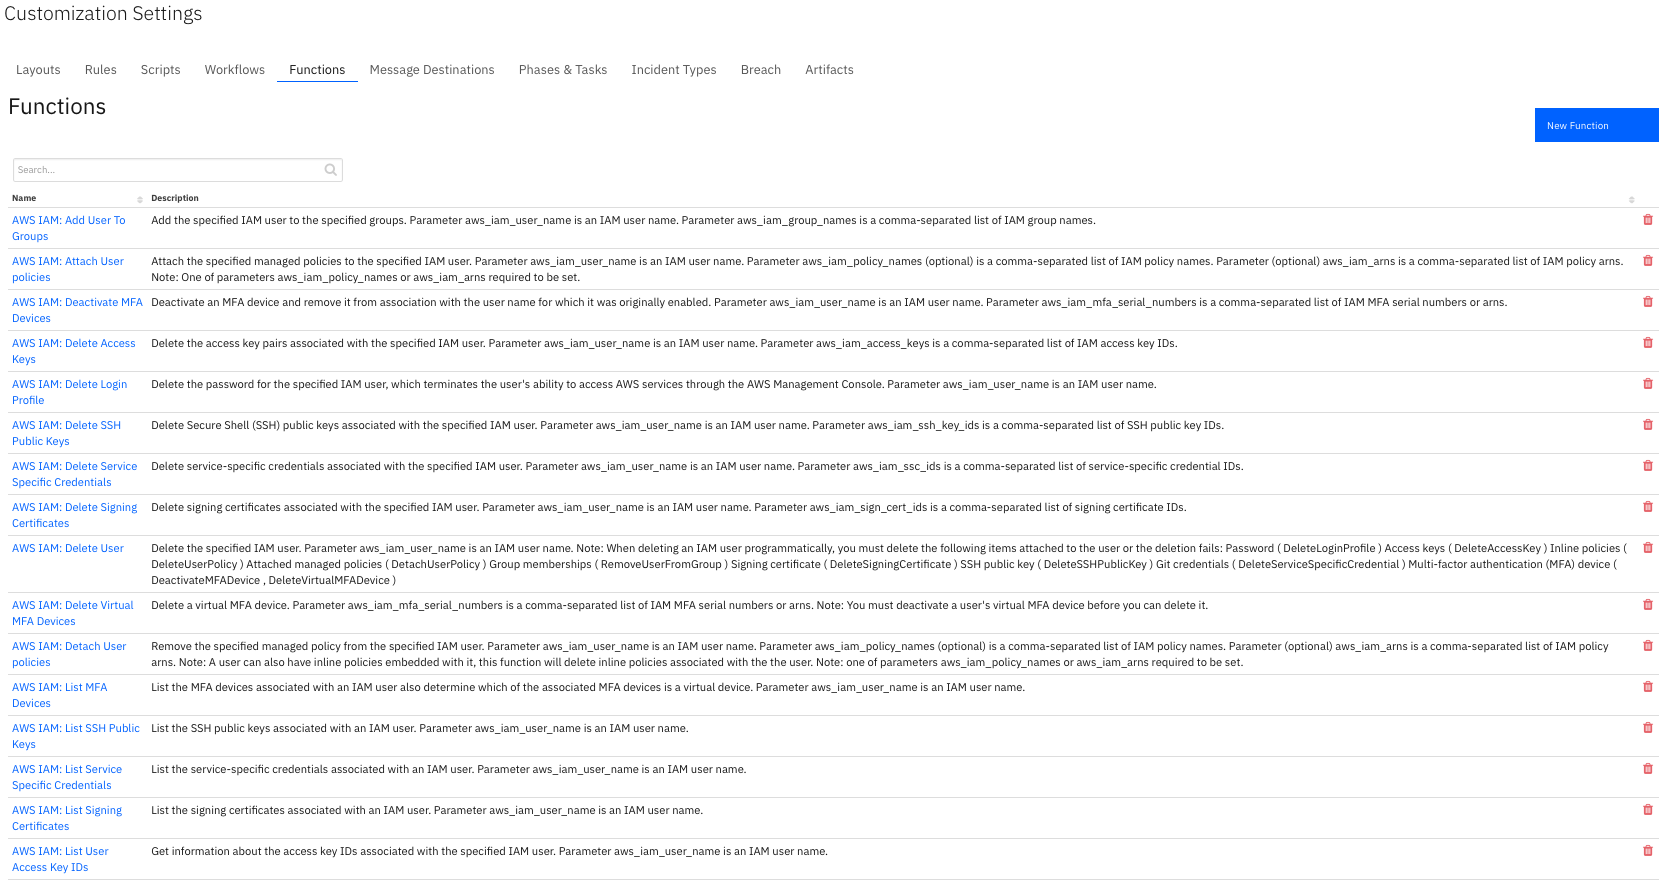 Customization Settings
Layouts Rules Scripts Workflows Functions Message Destinations Phases & Tasks Incident Types Breach Artifacts
Functions
New Function
Search...
Name Description
AWS IAM: Add User To
Groups
Add the specified IAM user to the specified groups. Parameter aws_iam_user_name is an IAM user name. Parameter aws_iam_group_names is a comma-separated list of IAM group names.
AWS IAM: Attach User
policies
Attach the specified managed policies to the specified IAM user. Parameter aws_iam_user_name is an IAM user name. Parameter aws_iam_policy_names (optional) is a comma-separated list of IAM policy names. Parameter (optional) aws_iam_arns is a comma-separated list of IAM policy arns.
Note: One of parameters aws_iam_policy_names or aws_iam_arns required to be set.
AWS IAM: Deactivate MFA
Devices
Deactivate an MFA device and remove it from association with the user name for which it was originally enabled. Parameter aws_iam_user_name is an IAM user name. Parameter aws_iam_mfa_serial_numbers is a comma-separated list of IAM MFA serial numbers or arns.
AWS IAM: Delete Access
Keys
Delete the access key pairs associated with the specified IAM user. Parameter aws_iam_user_name is an IAM user name. Parameter aws_iam_access_keys is a comma-separated list of IAM access key IDs.
AWS IAM: Delete Login
Profile
Delete the password for the specified IAM user, which terminates the user's ability to access AWS services through the AWS Management Console. Parameter aws_iam_user_name is an IAM user name.
AWS IAM: Delete SSH
Public Keys
Delete Secure Shell (SSH) public keys associated with the specified IAM user. Parameter aws_iam_user_name is an IAM user name. Parameter aws_iam_ssh_key_ids is a comma-separated list of SSH public key IDs.
AWS IAM: Delete Service
Specific Credentials
Delete service-specific credentials associated with the specified IAM user. Parameter aws_iam_user_name is an IAM user name. Parameter aws_iam_ssc_ids is a comma-separated list of service-specific credential IDs.
AWS IAM: Delete Signing
Certificates
Delete signing certificates associated with the specified IAM user. Parameter aws_iam_user_name is an IAM user name. Parameter aws_iam_sign_cert_ids is a comma-separated list of signing certificate IDs.
AWS IAM: Delete User
Delete the specified IAM user. Parameter aws_iam_user_name is an IAM user name. Note: When deleting an IAM user programmatically, you must delete the following items attached to the user or the deletion fails: Password ( DeleteLoginProfile ) Access keys ( DeleteAccessKey ) Inline policies (
DeleteUserPolicy ) Attached managed policies ( DetachUserPolicy ) Group memberships ( RemoveUserFromGroup ) Signing certificate ( DeleteSigningCertificate ) SSH public key ( DeleteSSHPublicKey ) Git credentials ( DeleteServiceSpecificCredential ) Multi-factor authentication (MFA) device (
DeactivateMFADevice , DeleteVirtualMFADevice )
AWS IAM: Delete Virtual
MFA Devices
Delete a virtual MFA device. Parameter aws_iam_mfa_serial_numbers is a comma-separated list of IAM MFA serial numbers or arns. Note: You must deactivate a user's virtual MFA device before you can delete it.
AWS IAM: Detach User
policies
Remove the specified managed policy from the specified IAM user. Parameter aws_iam_user_name is an IAM user name. Parameter aws_iam_policy_names (optional) is a comma-separated list of IAM policy names. Parameter (optional) aws_iam_arns is a comma-separated list of IAM policy
arns. Note: A user can also have inline policies embedded with it, this function will delete inline policies associated with the the user. Note: one of parameters aws_iam_policy_names or aws_iam_arns required to be set.
AWS IAM: List MFA
Devices
List the MFA devices associated with an IAM user also determine which of the associated MFA devices is a virtual device. Parameter aws_iam_user_name is an IAM user name.
AWS IAM: List SSH Public
Keys
List the SSH public keys associated with an IAM user. Parameter aws_iam_user_name is an IAM user name.
AWS IAM: List Service
Specific Credentials
List the service-specific credentials associated with an IAM user. Parameter aws_iam_user_name is an IAM user name.
AWS IAM: List Signing
Certificates
List the signing certificates associated with an IAM user. Parameter aws_iam_user_name is an IAM user name.
AWS IAM: List User
Access Key IDs
Get information about the access key IDs associated with the specified IAM user. Parameter aws_iam_user_name is an IAM user name.